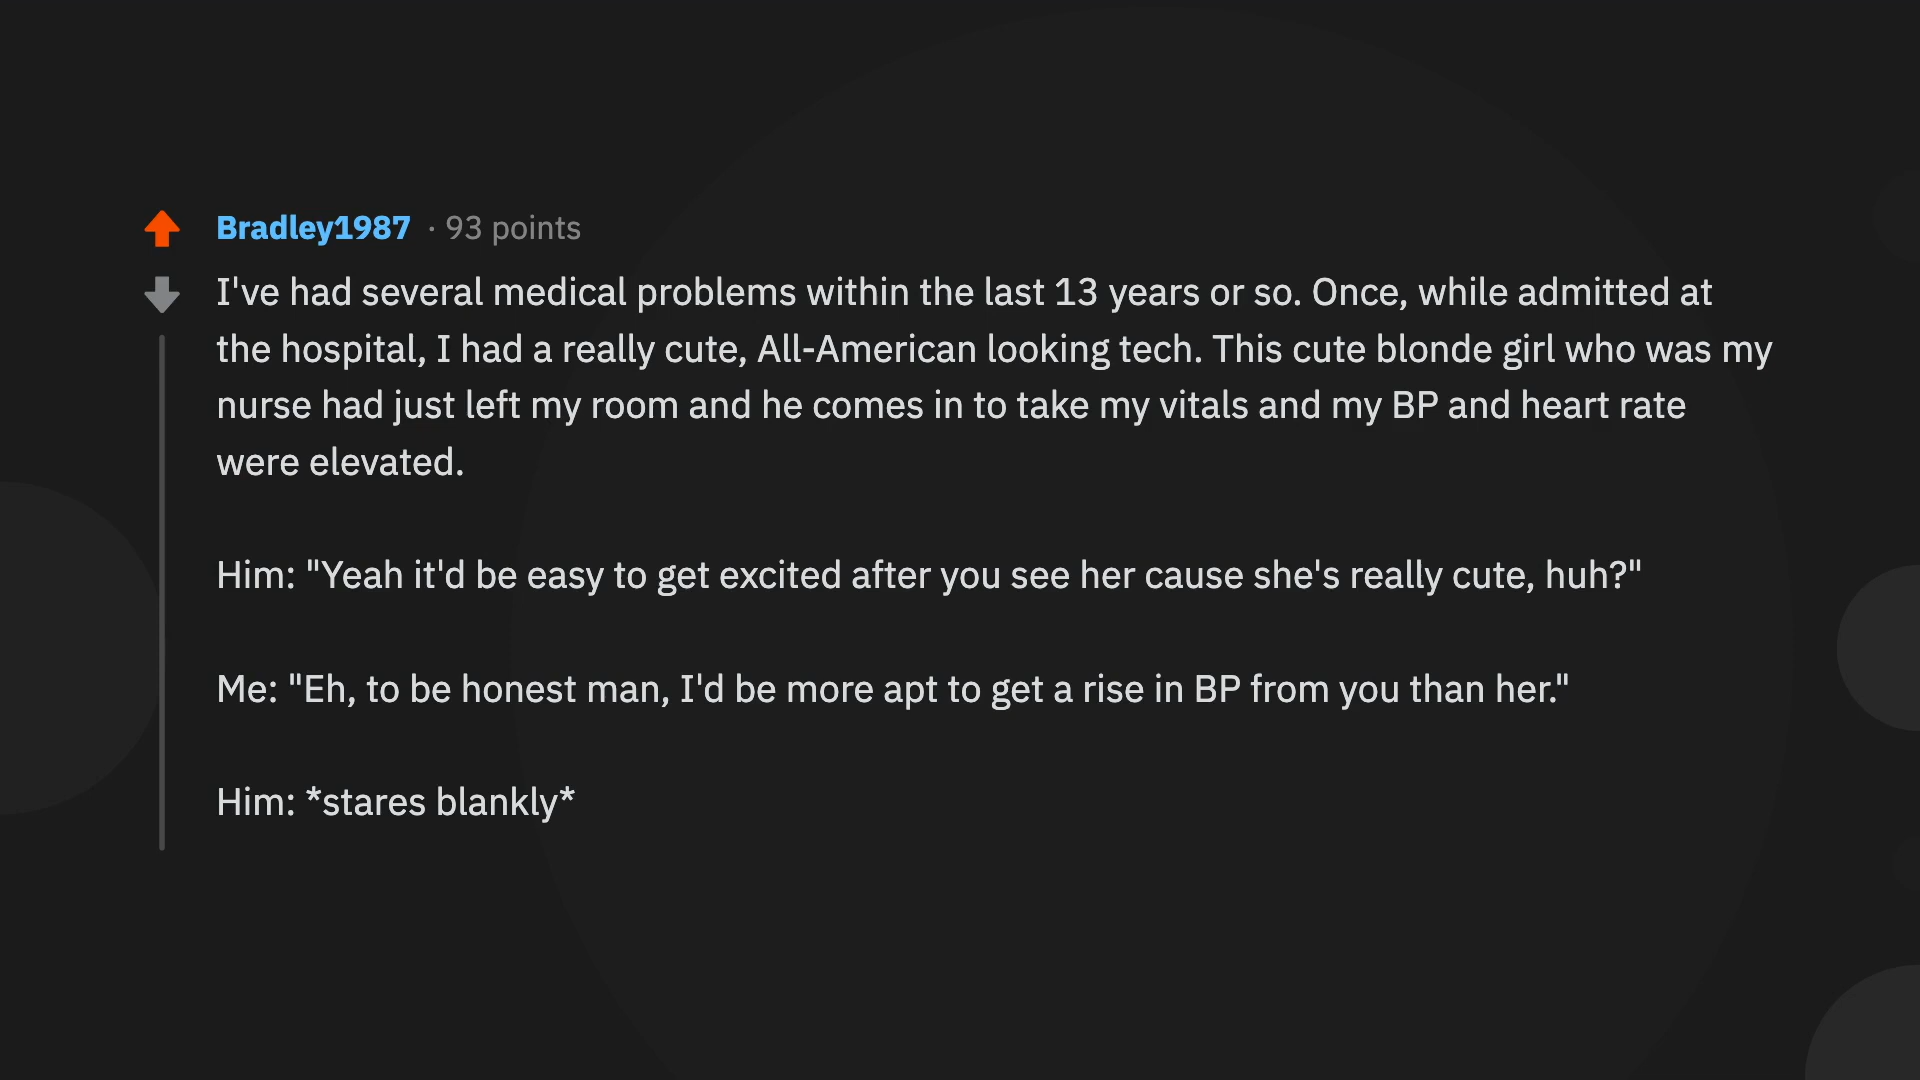 Bradley1987 · 93 points
I've had several medical problems within the last 13 years or so. Once, while admitted at
the hospital, I had a really cute, All-American looking tech. This cute blonde girl who was my
nurse had just left my room and he comes in to take my vitals and my BP and heart rate
were elevated.
Him: "Yeah it'd be easy to get excited after you see her cause she's really cute, huh?"
Me: "Eh, to be honest man, I'd be more apt to get a rise in BP from you than her."
Him: *stares blankly*